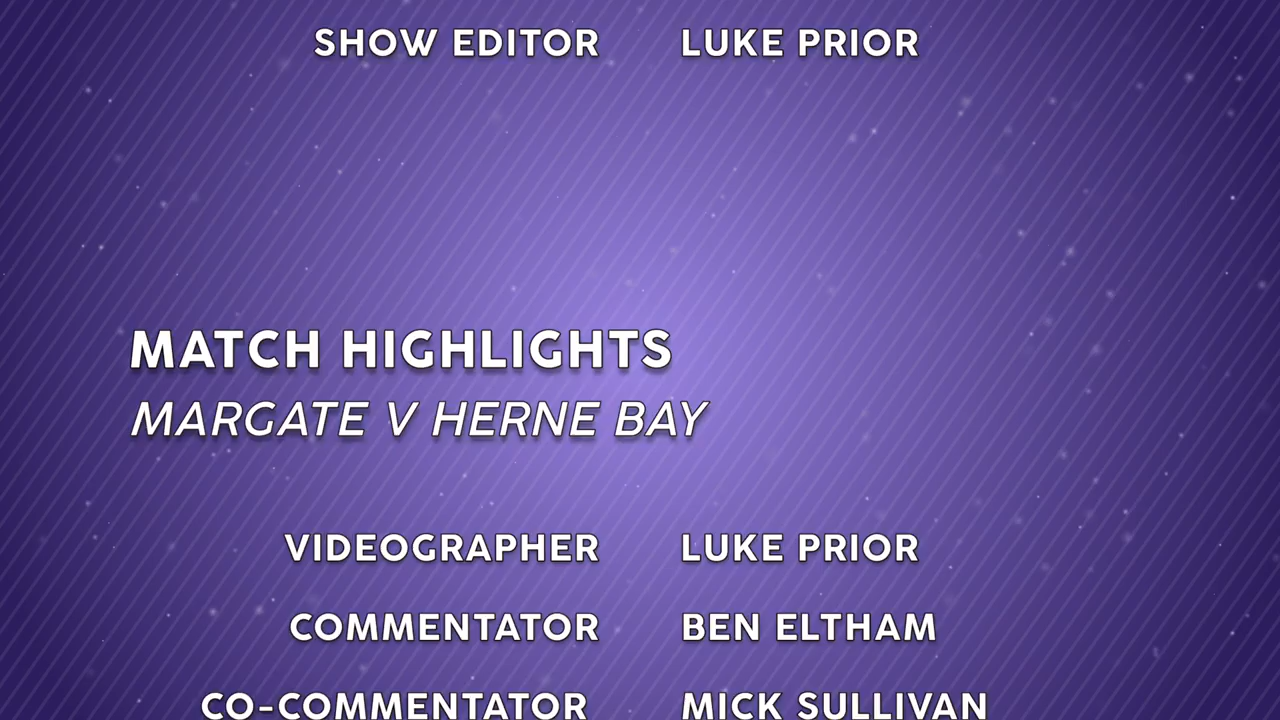 SHOW EDITOR LUKE PRIOR
MATCH HIGHLIGHTS
MARGATE V HERNE BAY
VIDEOGRAPHER LUKE PRIOR
COMMENTATOR BEN ELTHAM
CO-COMMENTATOR MICK SULLIVAN